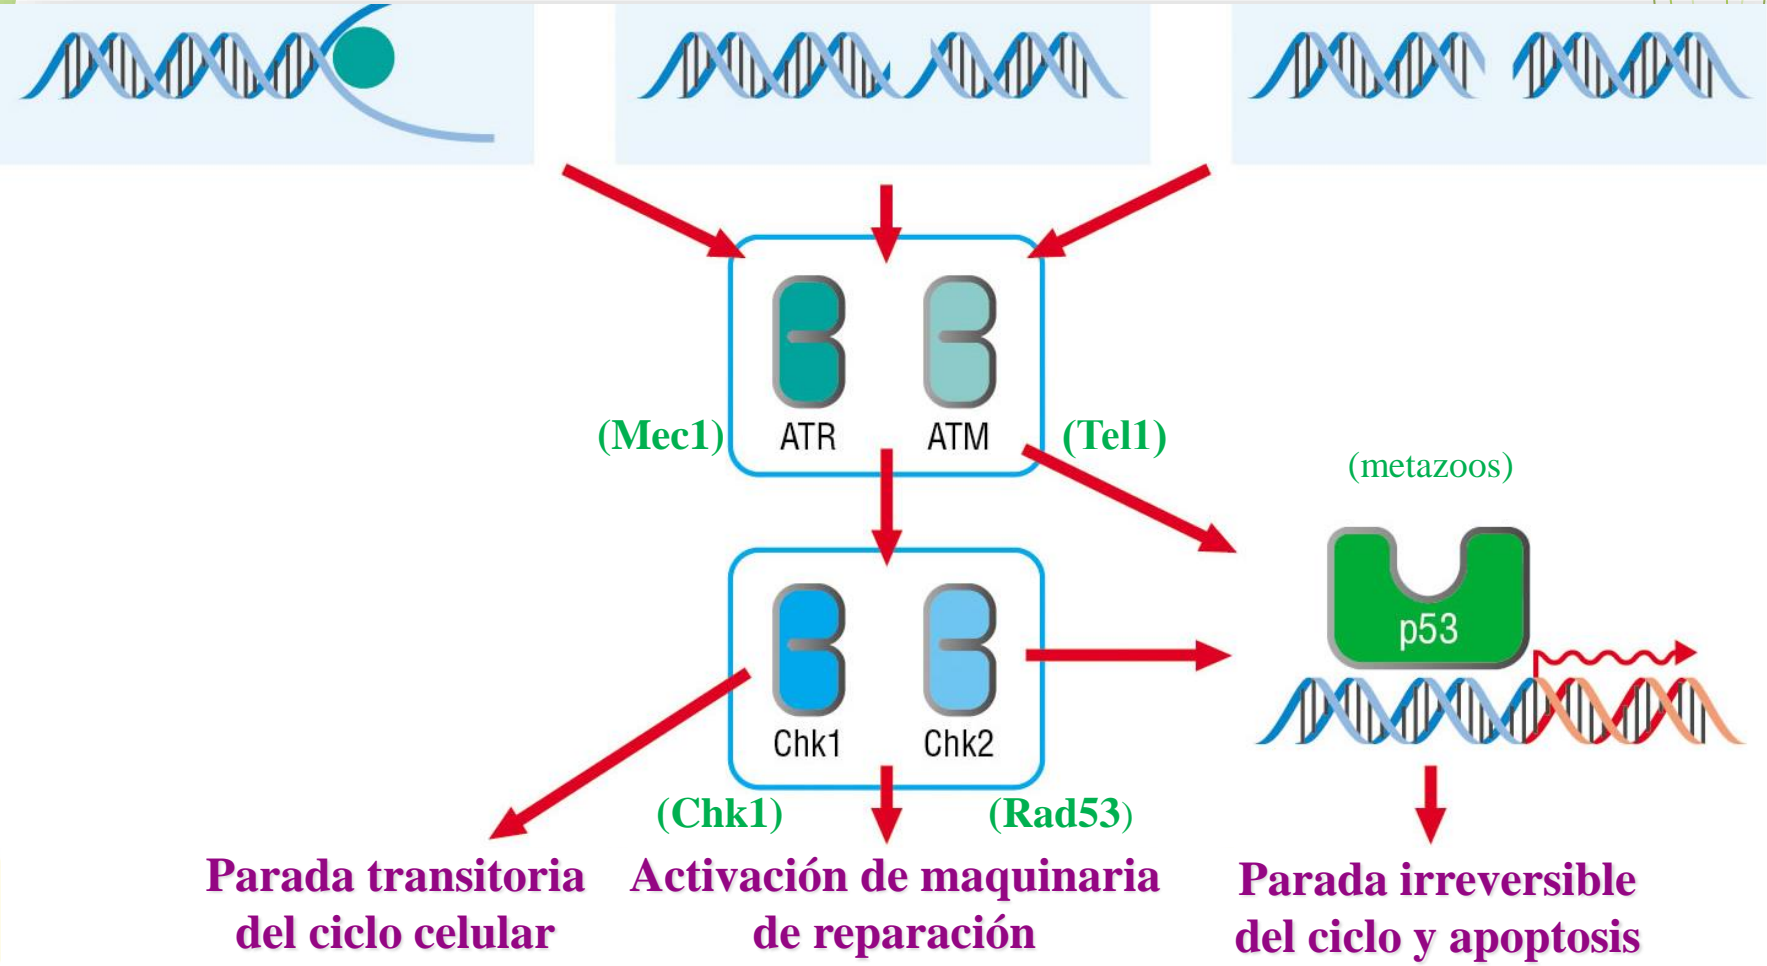 (Mec1)
ATR
ATM
(Tel1)
(metazoos)
p53
Chk1
Chk2
(Chk1)
(Rad53)
Parada transitoria
del ciclo celular
Activación de maquinaria
de reparación
Parada irreversible
del ciclo y apoptosis